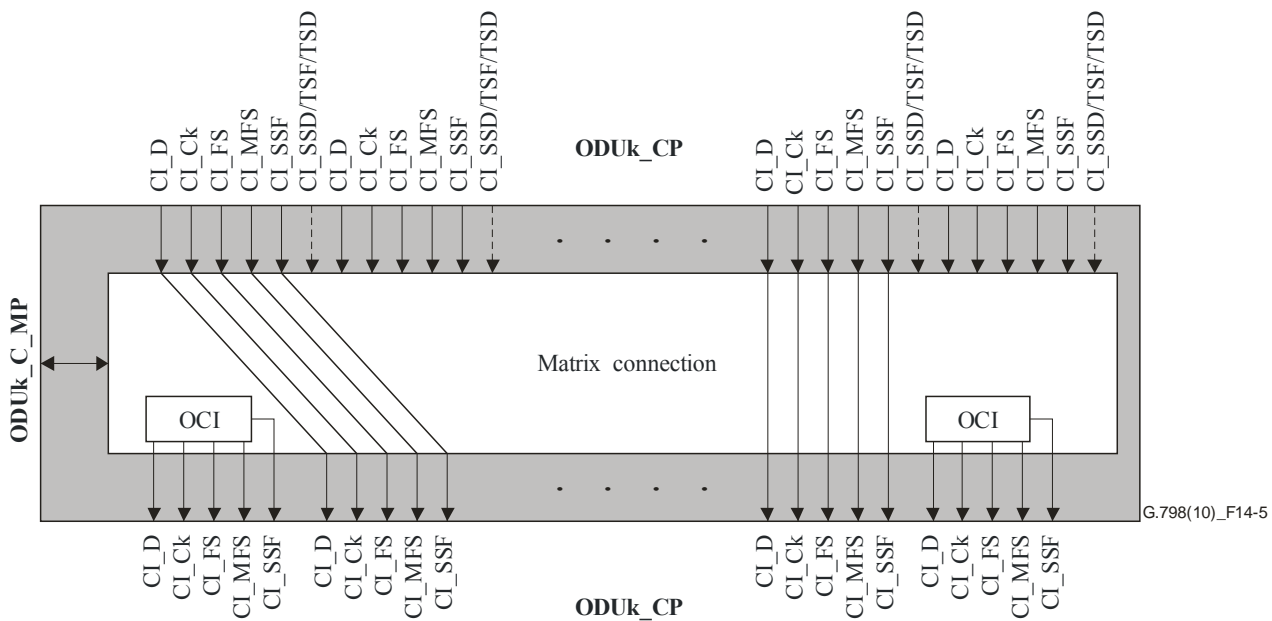 CI_D
CI_Ck
CI_FS
CI_MFS
CI_SSF
CI_SSD/TSF/TSD
CI_D
CI_Ck
CI_FS
CI_MFS
CI_SSF
CI_SSD/TSF/TSD
ODUk_CP
CI_D
CI_Ck
CI_FS
CI_MFS
CI_SSF
CI_SSD/TSF/TSD
CI_D
CI_Ck
CI_FS
CI_MFS
CI_SSF
CI_SSD/TSF/TSD
. . . .
ODUk_C_MP
Matrix connection
OCI
OCI
. . . .
G.798(10)_F14-5
CI_D
CI_Ck
CI_FS
CI_MFS
CI_SSF
CI_D
CI_Ck
CI_FS
CI_MFS
CI_SSF
ODUk_CP
CI_D
CI_Ck
CI_FS
CI_MFS
CI_SSF
CI_D
CI_Ck
CI_FS
CI_MFS
CI_SSF